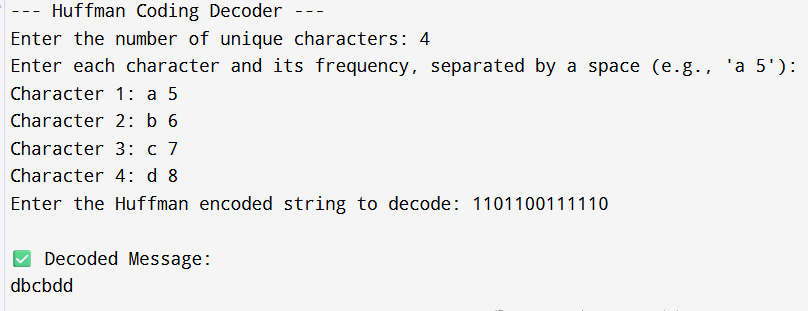 --- Huffman Coding Decoder ---
Enter the number of unique characters: 4
Enter each character and its frequency, separated by a space (e.g., 'a 5'):
Character 1: a 5
Character 2: b 6
Character 3: c 7
Character 4: d 8
Enter the Huffman encoded string to decode: 1101100111110
✅ Decoded Message:
dbcbdd